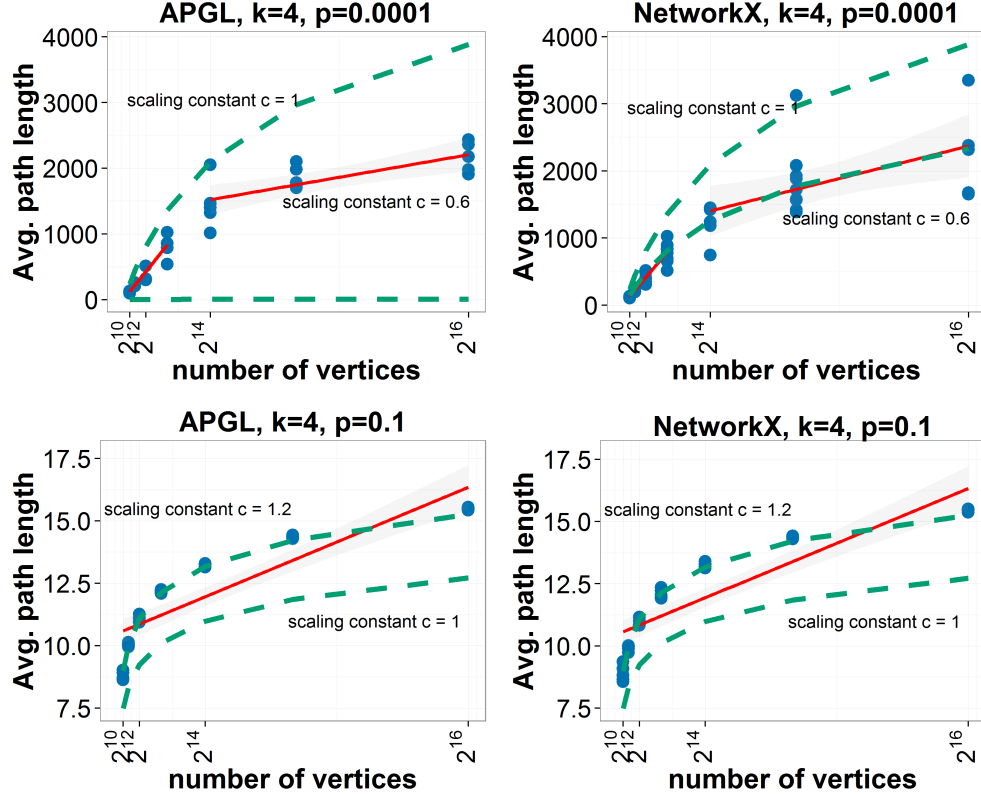 APGL, k=4, p=0.0001
Avg. path length
4000
3000
2000
1000
0
scaling constant c = 1
scaling constant c = 0.6
2^10
2^12
2^14
2^16
number of vertices
NetworkX, k=4, p=0.0001
Avg. path length
4000
3000
2000
1000
0
scaling constant c = 1
scaling constant c = 0.6
2^10
2^12
2^14
2^16
number of vertices
APGL, k=4, p=0.1
Avg. path length
17.5
15.0
12.5
10.0
7.5
scaling constant c = 1.2
scaling constant c = 1
2^10
2^12
2^14
2^16
number of vertices
NetworkX, k=4, p=0.1
Avg. path length
17.5
15.0
12.5
10.0
7.5
scaling constant c = 1.2
scaling constant c = 1
2^10
2^12
2^14
2^16
number of vertices